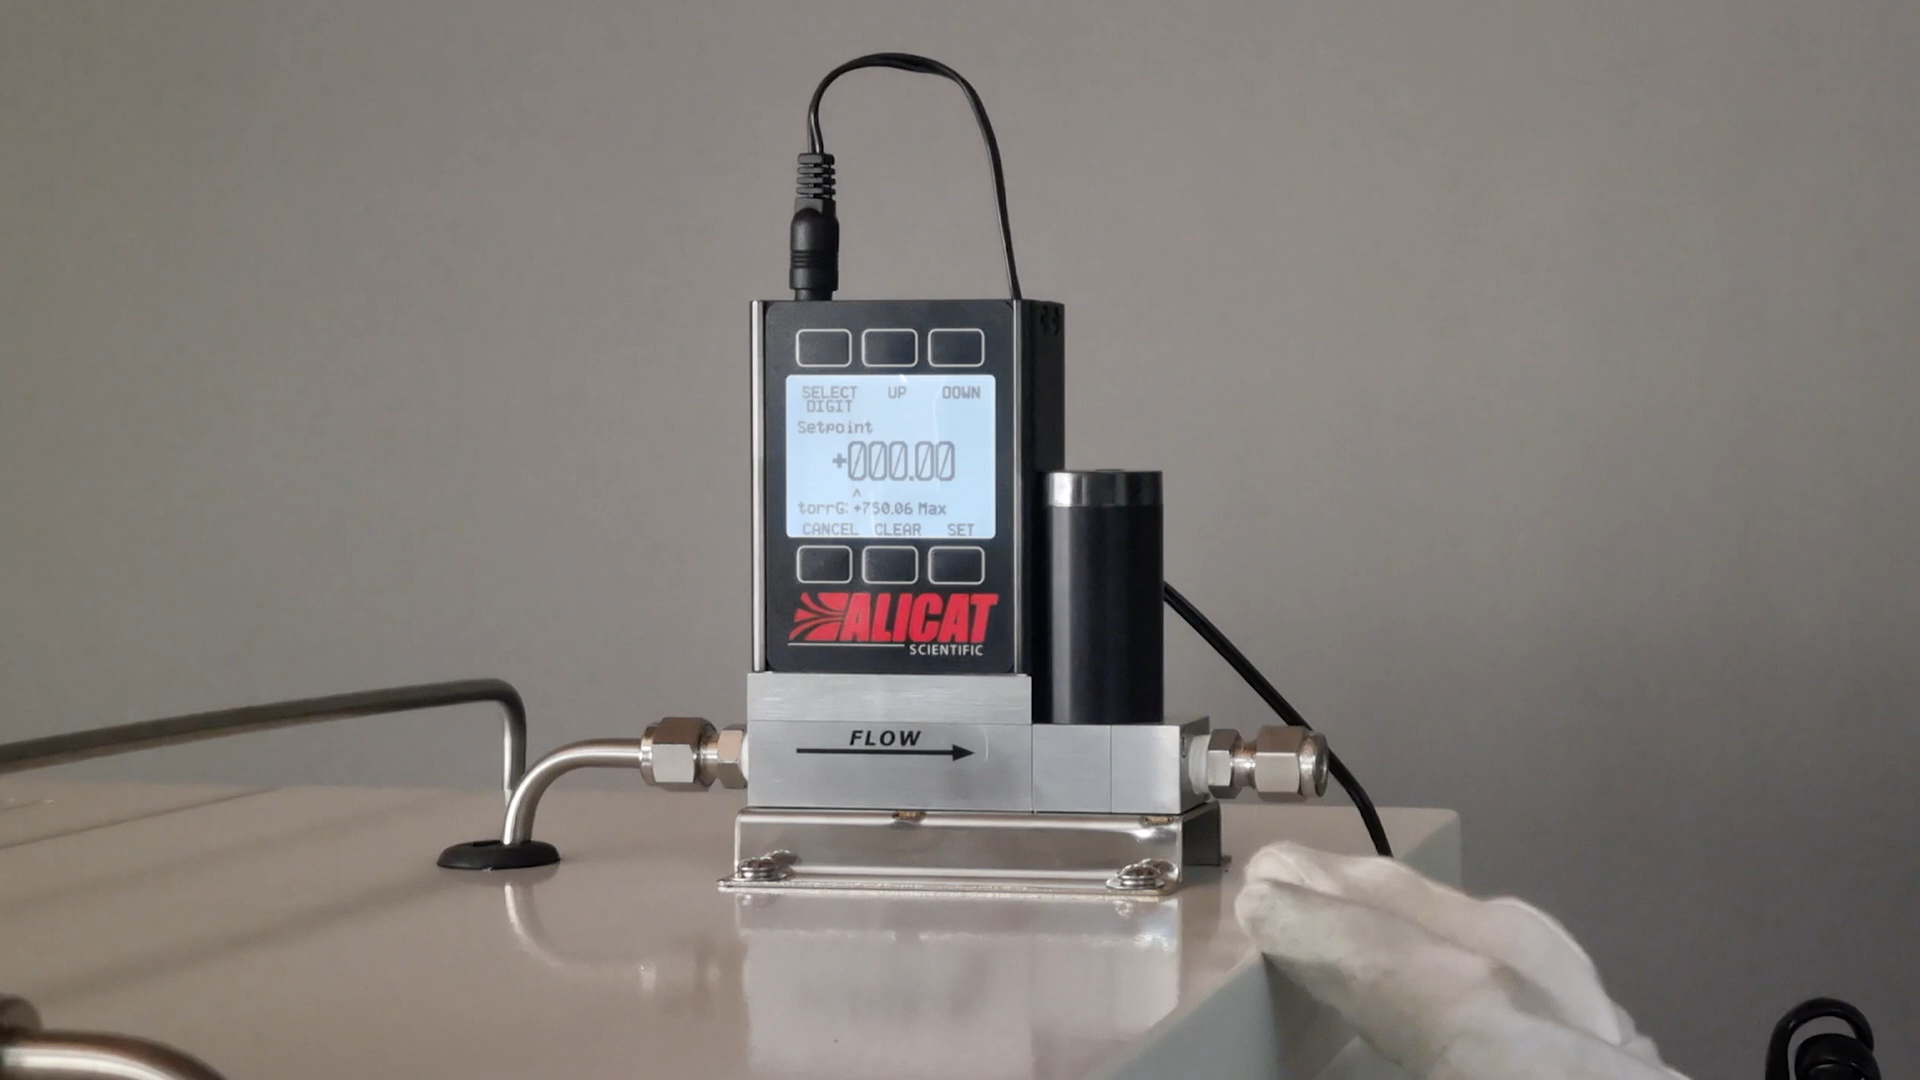 SELECT UP DOWN
DIGIT
Setpoint
+000.00
^
torrG: +750.06 Max
CANCEL CLEAR SET
ALICAT
SCIENTIFIC
FLOW